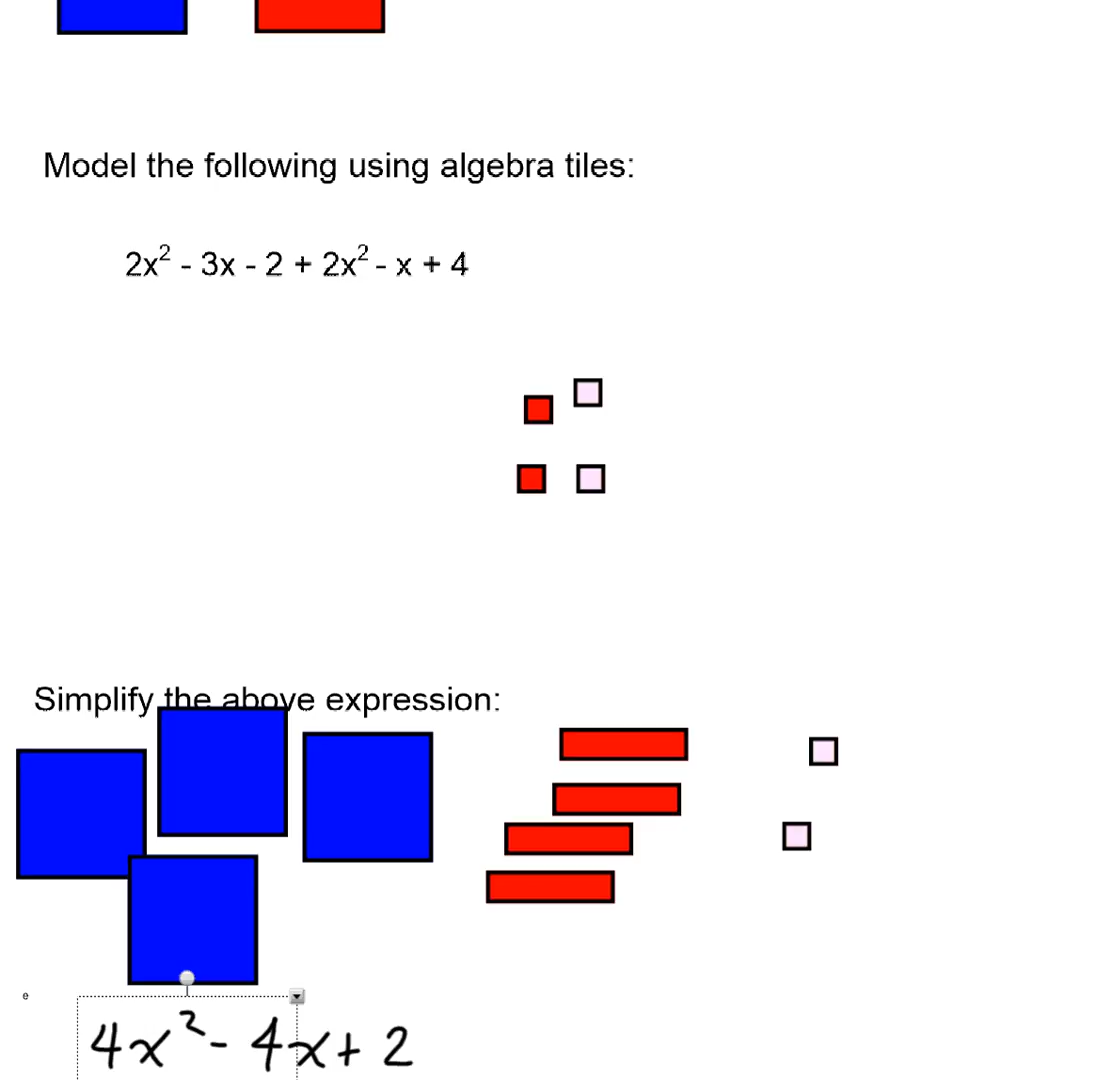 Model the following using algebra tiles:
2x² - 3x - 2 + 2x² - x + 4
Simplify the above expression:
e
4x² - 4x + 2